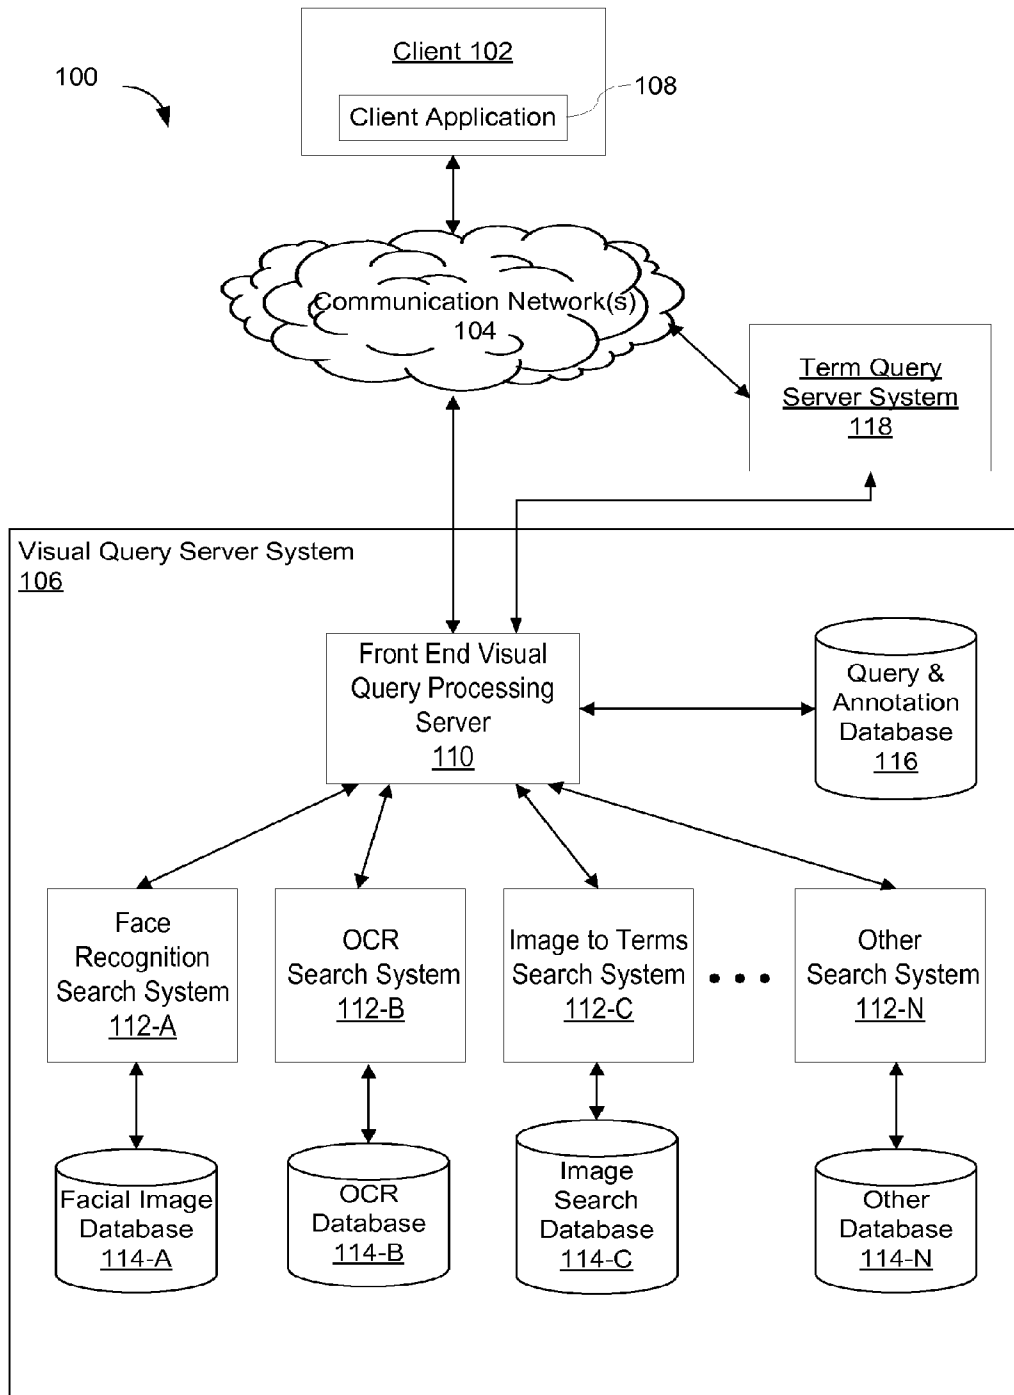 Client 102
100
108
Client Application
Communication Network(s)
104
Term Query
Server System
118
Visual Query Server System
106
Front End Visual
Query Processing
Server
110
Query &
Annotation
Database
116
Face
Recognition
Search System
112-A
OCR
Search System
112-B
Image to Terms
Search System
112-C
Other
Search System
112-N
Facial Image
Database
114-A
OCR
Database
114-B
Image
Search
Database
114-C
Other
Database
114-N